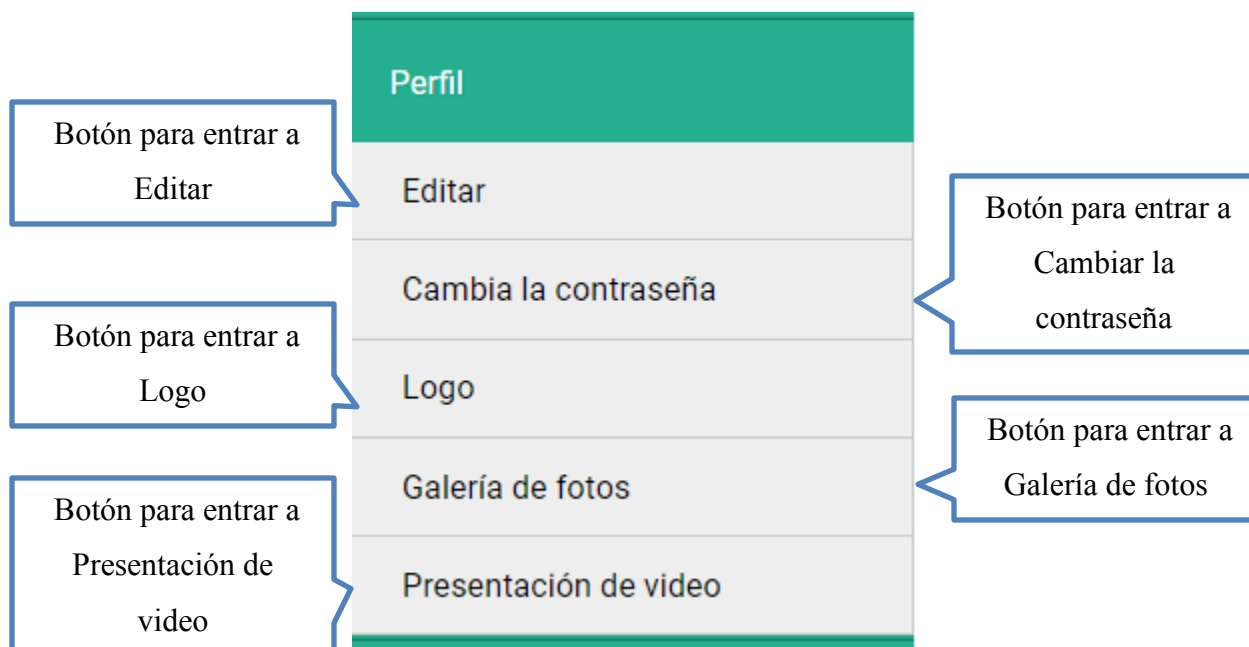 Perfil
Botón para entrar a
Editar
Editar
Botón para entrar a
Cambiar la
contraseña
Cambia la contraseña
Botón para entrar a
Logo
Logo
Botón para entrar a
Galería de fotos
Galería de fotos
Botón para entrar a
Presentación de
video
Presentación de video